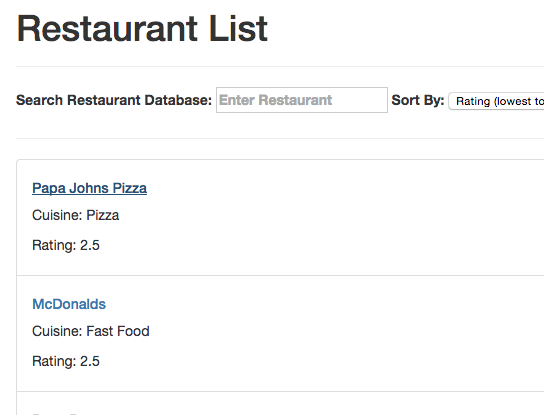 Restaurant List
Search Restaurant Database: Enter Restaurant Sort By: Rating (lowest to
Papa Johns Pizza
Cuisine: Pizza
Rating: 2.5
McDonalds
Cuisine: Fast Food
Rating: 2.5